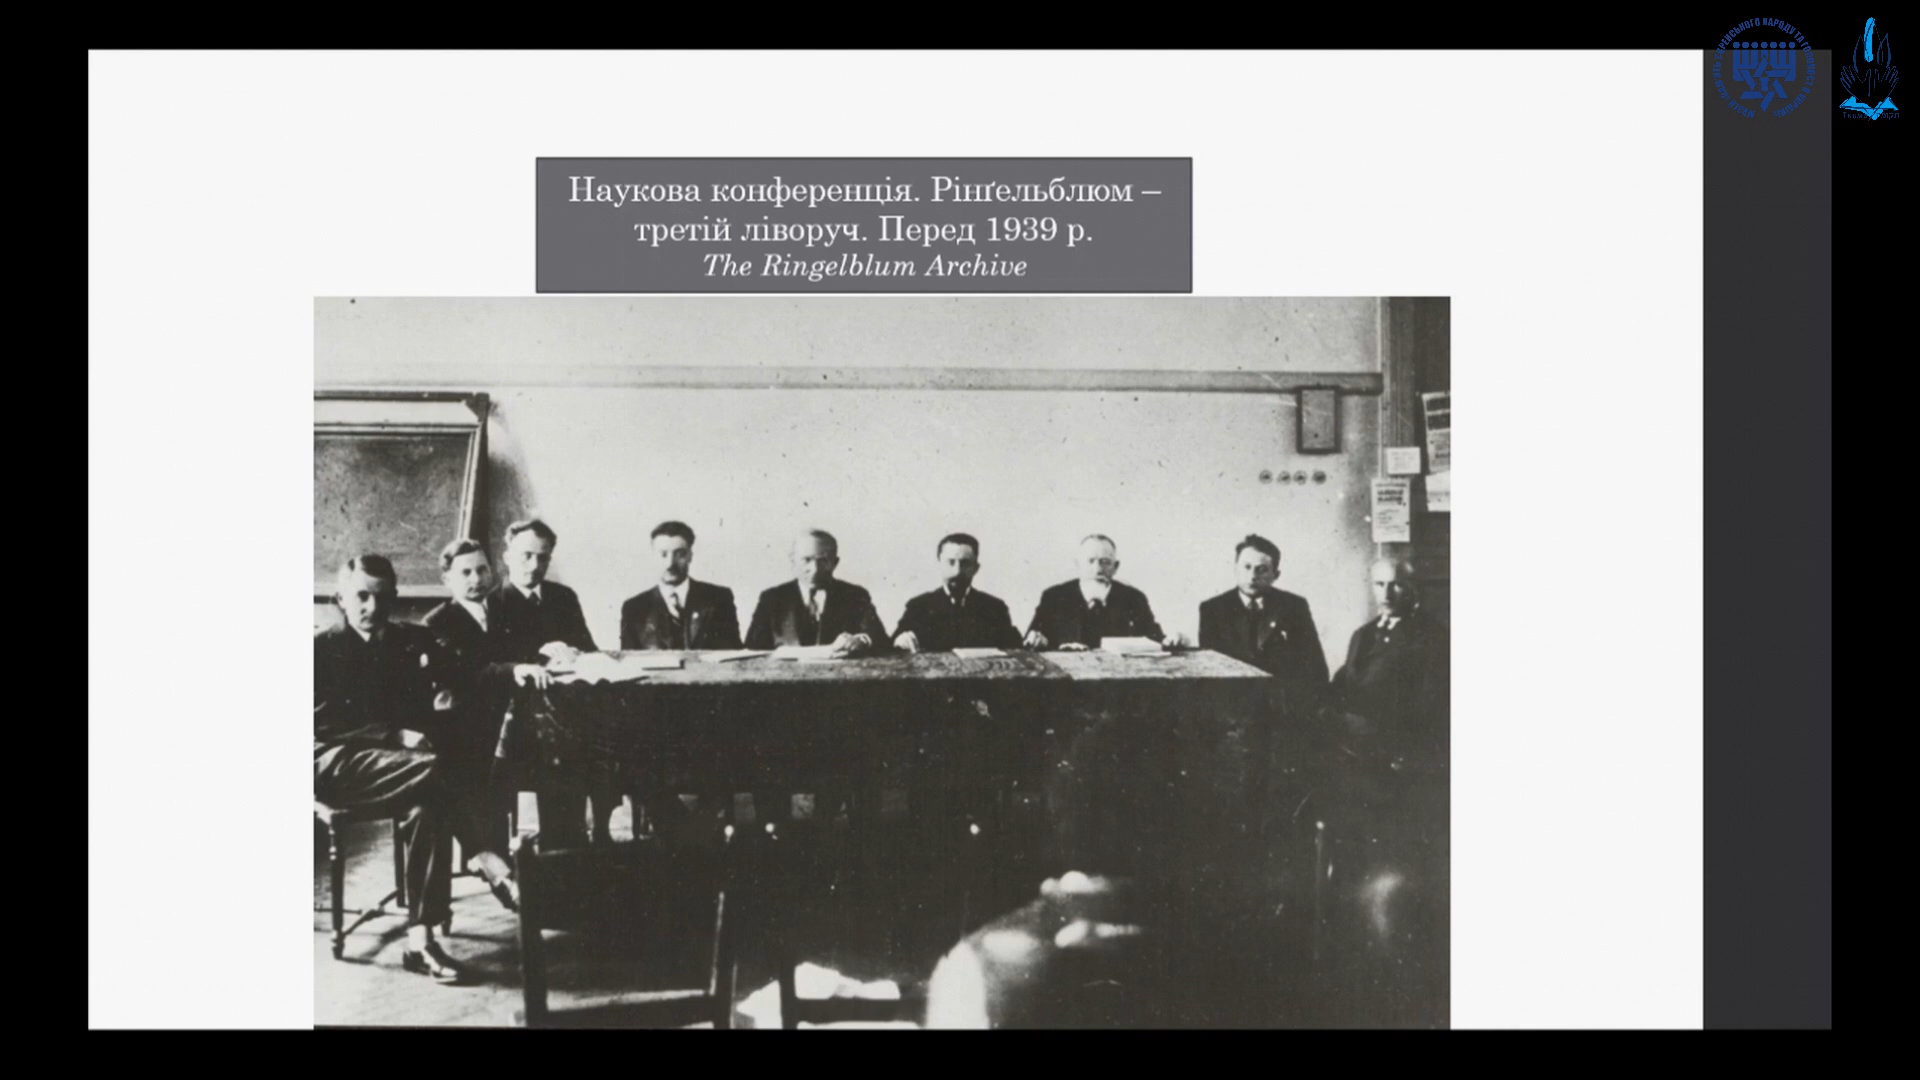 Наукова конференція. Рінґельблюм –
третій ліворуч. Перед 1939 р.
The Ringelblum Archive